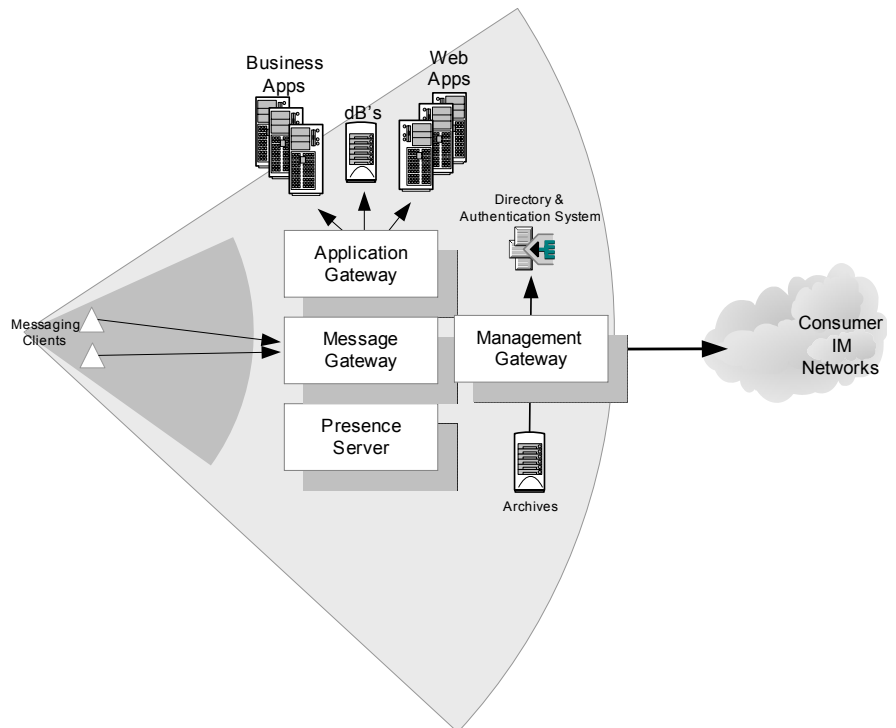 Business
Apps
dB's
Web
Apps
Directory &
Authentication System
Application
Gateway
Messaging
Clients
Message
Gateway
Management
Gateway
Consumer
IM
Networks
Presence
Server
Archives